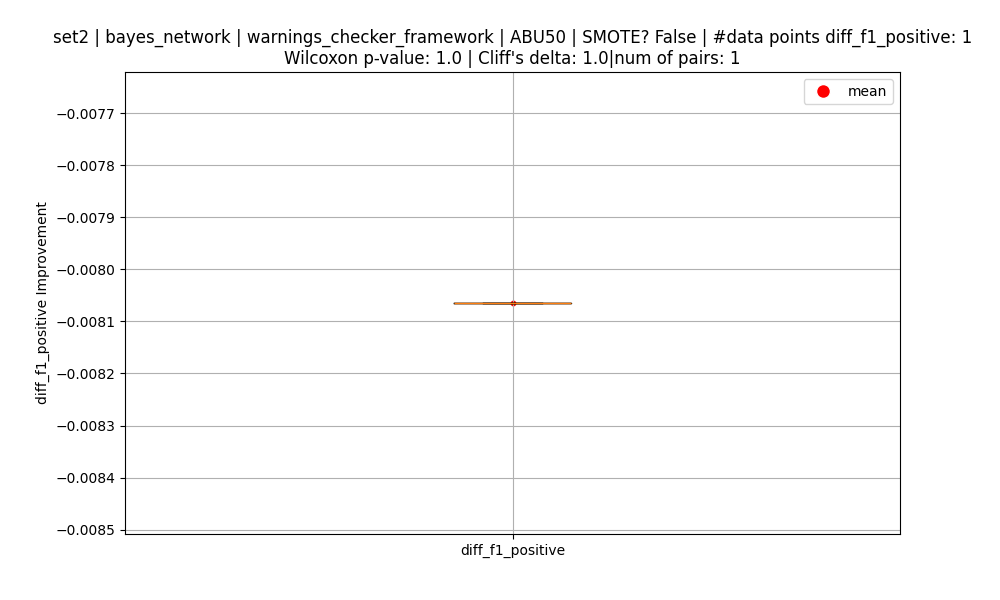 set2 | bayes_network | warnings_checker_framework | ABU50 | SMOTE? False | #data points diff_f1_positive: 1
Wilcoxon p-value: 1.0 | Cliff's delta: 1.0|num of pairs: 1
mean
−0.0077
−0.0078
−0.0079
−0.0080
−0.0081
−0.0082
−0.0083
−0.0084
−0.0085
diff_f1_positive Improvement
diff_f1_positive